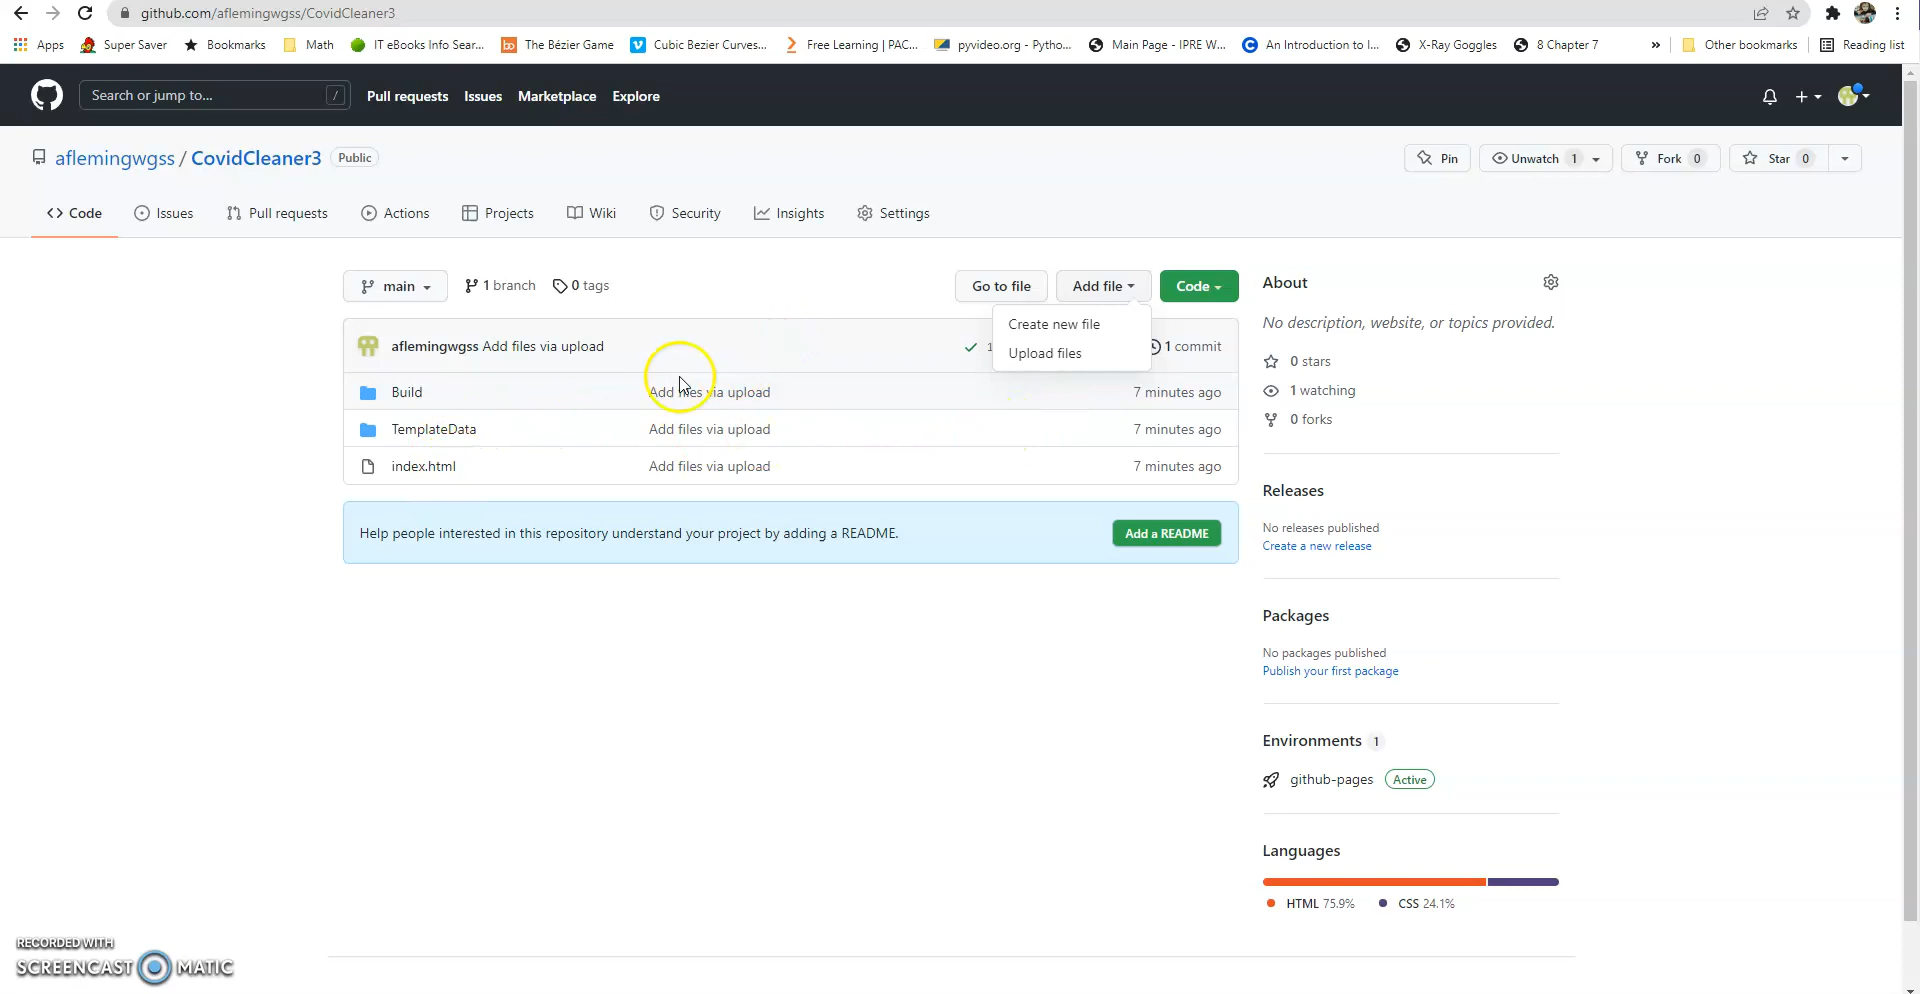 github.com/aflemingwgss/CovidCleaner3
Apps Super Saver Bookmarks Math IT eBooks Info Sear... The Bézier Game Cubic Bezier Curves... Free Learning | PAC... pyvideo.org - Pytho... Main Page - IPRE W... An Introduction to I... X-Ray Goggles 8 Chapter 7 » Other bookmarks Reading list
Search or jump to... / Pull requests Issues Marketplace Explore
aflemingwgss / CovidCleaner3 Public Pin Unwatch 1 Fork 0 Star 0
Code Issues Pull requests Actions Projects Wiki Security Insights Settings
main 1 branch 0 tags Go to file Add file Code
Create new file
Upload files
aflemingwgss Add files via upload 1 commit
Build Add files via upload 7 minutes ago
TemplateData Add files via upload 7 minutes ago
index.html Add files via upload 7 minutes ago
Help people interested in this repository understand your project by adding a README. Add a README
About
No description, website, or topics provided.
0 stars
1 watching
0 forks
Releases
No releases published
Create a new release
Packages
No packages published
Publish your first package
Environments 1
github-pages Active
Languages
HTML 75.9% CSS 24.1%
RECORDED WITH
SCREENCAST MATIC